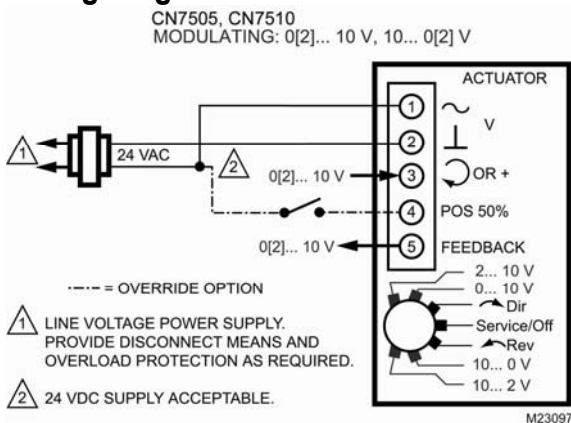 CN7505, CN7510
MODULATING: 0[2]... 10 V, 10... 0[2] V
ACTUATOR
1
V
2
1
24 VAC
2
0[2]... 10 V
3
OR +
4
POS 50%
0[2]... 10 V
5
FEEDBACK
2... 10 V
0... 10 V
Dir
Service/Off
Rev
10... 0 V
10... 2 V
= OVERRIDE OPTION
1 LINE VOLTAGE POWER SUPPLY.
PROVIDE DISCONNECT MEANS AND
OVERLOAD PROTECTION AS REQUIRED.
2 24 VDC SUPPLY ACCEPTABLE.
M23097